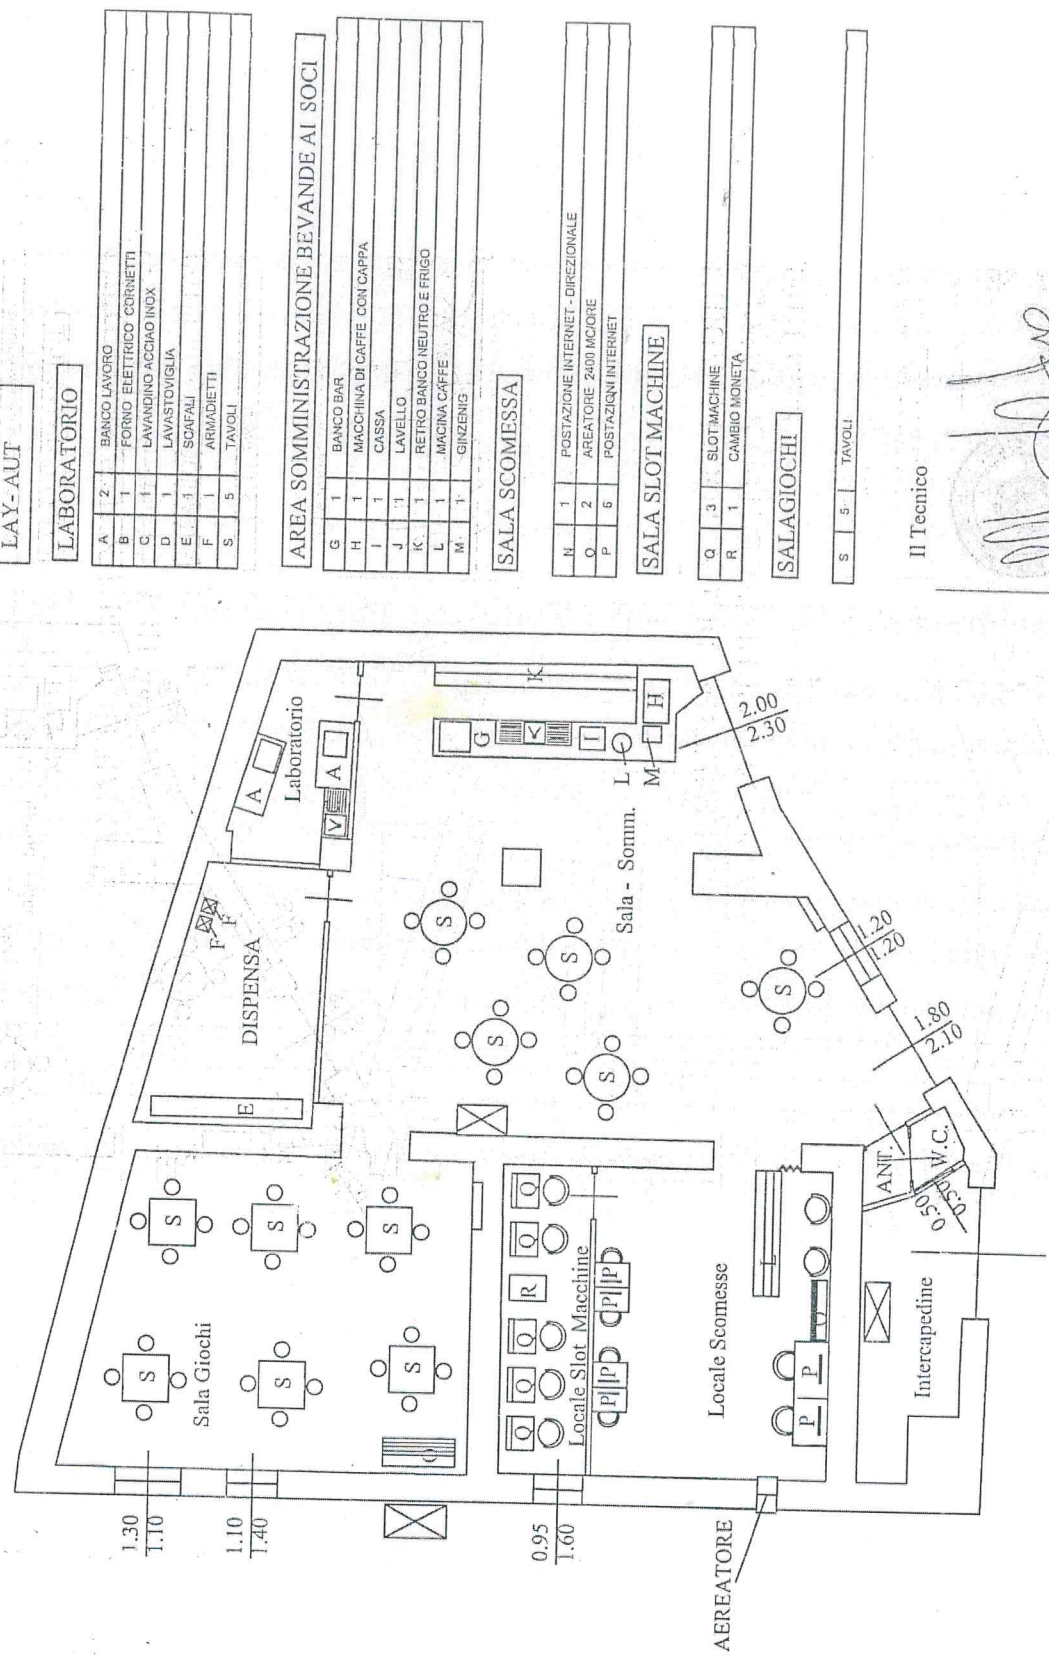 LAY-AUT
LABORATORIO
A 2 BANCO LAVORO
B 1 FORNO ELETTRICO CORNETTI
C 1 LAVANDINO ACCIAO INOX
D 1 LAVASTOVIGLIA
E 1 SCAFALI
F 1 ARMADIETTI
S 5 TAVOLI
AREA SOMMINISTRAZIONE BEVANDE AI SOCI
G 1 BANCO BAR
H 1 MACCHINA DI CAFFE CON CAPPA
I 1 CASSA
J 1 LAVELLO
K 1 RETRO BANCO NEUTRO E FRIGO
L 1 MACINA CAFFE
M 1 GINZENIG
SALA SCOMESSA
N 1 POSTAZIONE INTERNET - DIREZIONALE
O 2 AREATORE 2400 MC/ORE
P 6 POSTAZIONI INTERNET
SALA SLOT MACHINE
Q 3 SLOT MACHINE
R 1 CAMBIO MONETA
SALAGIOCHI
S 5 TAVOLI
Il Tecnico
Laboratorio
A
A
V
DISPENSA
F
F
E
K
G
V
I
H
L
M
2.00
2.30
Sala - Somm.
S
S
S
S
S
1.20
1.20
1.80
2.10
ANT.
W.C.
0.50
0.50
Intercapedine
Sala Giochi
S
S
S
S
S
S
O
1.30
1.10
1.10
1.40
0.95
1.60
Locale Slot Macchine
Q
Q
R
Q
Q
Q
P P
P P
Locale Scomesse
P
P
AEREATORE